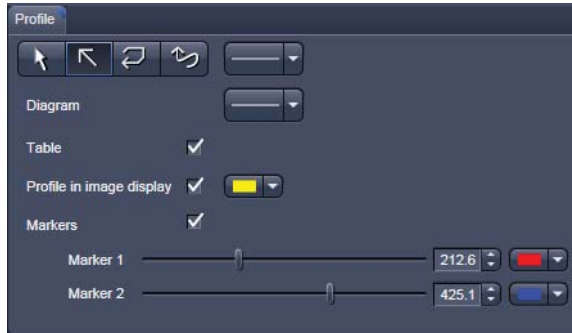 Profile
Diagram
Table
Profile in image display
Markers
Marker 1 212.6
Marker 2 425.1